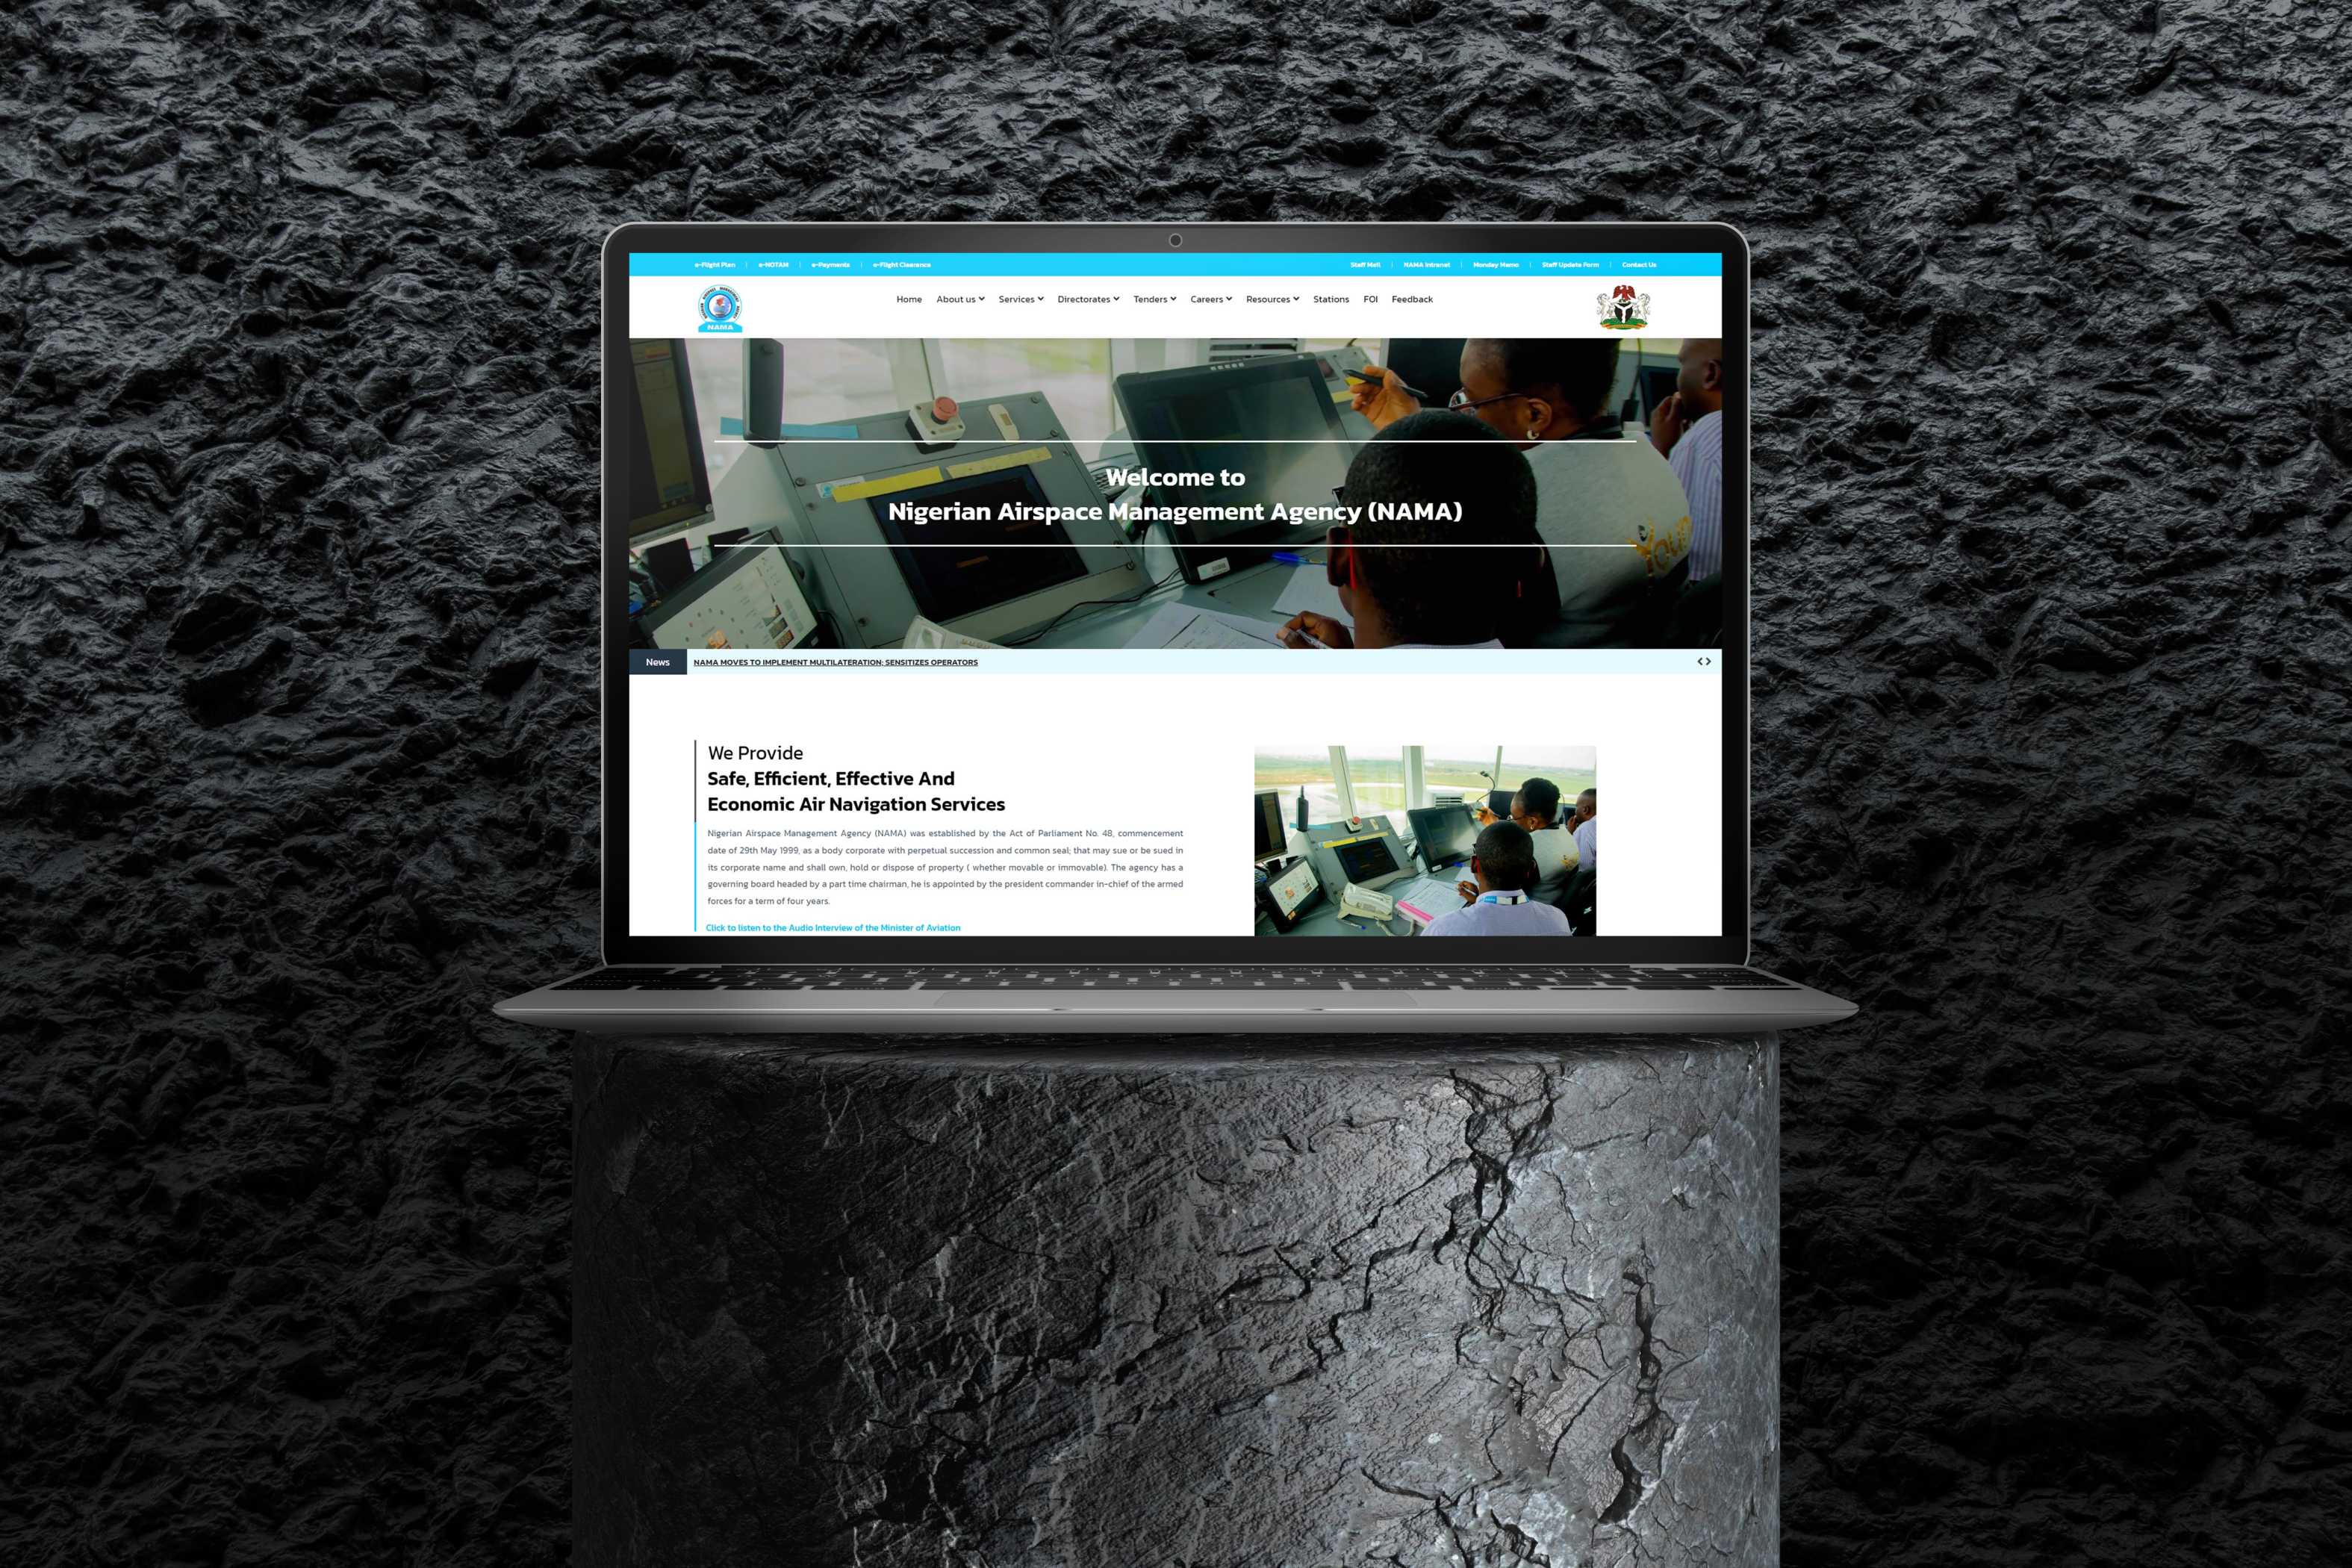 e-Flight Plan | e-NOTAM | e-Payments | e-Flight Clearance
Staff Mail | NAMA Intranet | Monday Memo | Staff Update Form | Contact Us
NAMA
Home About us Services Directorates Tenders Careers Resources Stations FOI Feedback
Welcome to
Nigerian Airspace Management Agency (NAMA)
News
NAMA MOVES TO IMPLEMENT MULTILATERATION; SENSITIZES OPERATORS
We Provide
Safe, Efficient, Effective And
Economic Air Navigation Services
Nigerian Airspace Management Agency (NAMA) was established by the Act of Parliament No. 48, commencement
date of 29th May 1999, as a body corporate with perpetual succession and common seal; that may sue or be sued in
its corporate name and shall own, hold or dispose of property ( whether movable or immovable). The agency has a
governing board headed by a part time chairman, he is appointed by the president commander in-chief of the armed
forces for a term of four years.
Click to listen to the Audio Interview of the Minister of Aviation